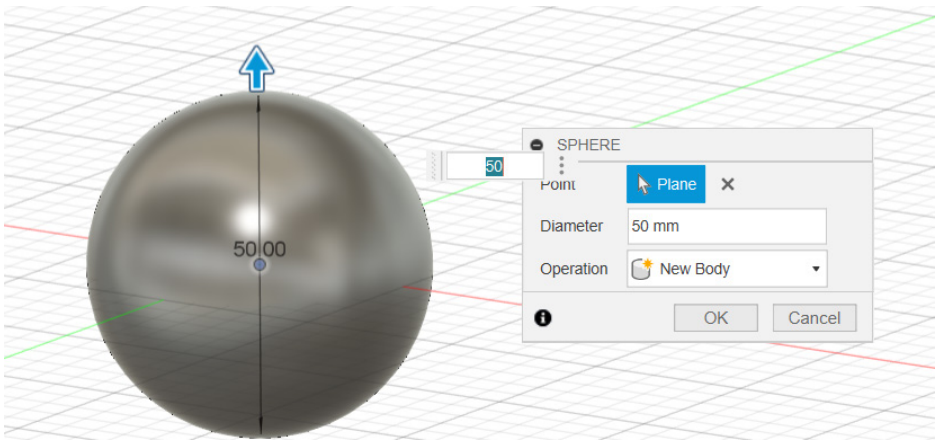 SPHERE
50
Point
Plane
Diameter
50 mm
50.00
Operation
New Body
OK
Cancel